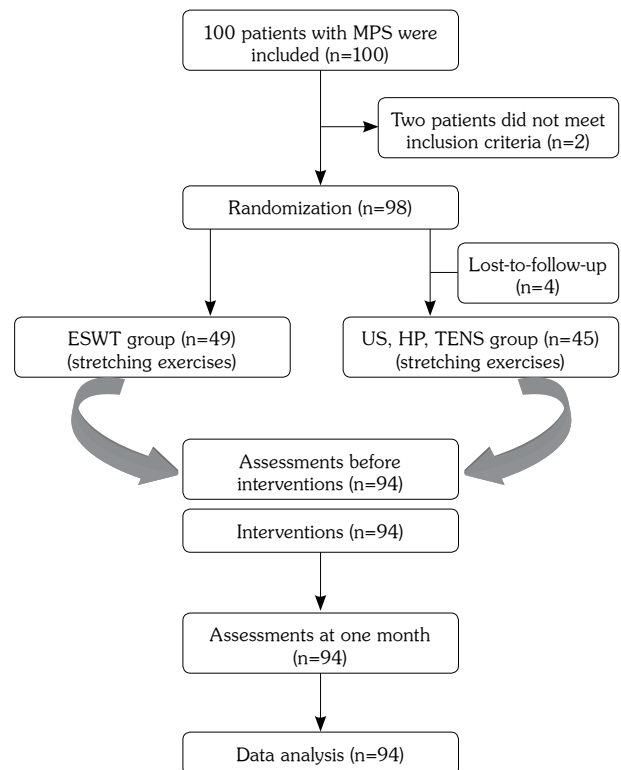 100 patients with MPS were
included (n=100)
Two patients did not meet
inclusion criteria (n=2)
Randomization (n=98)
Lost-to-follow-up
(n=4)
ESWT group (n=49)
(stretching exercises)
US, HP, TENS group (n=45)
(stretching exercises)
Assessments before
interventions (n=94)
Interventions (n=94)
Assessments at one month
(n=94)
Data analysis (n=94)